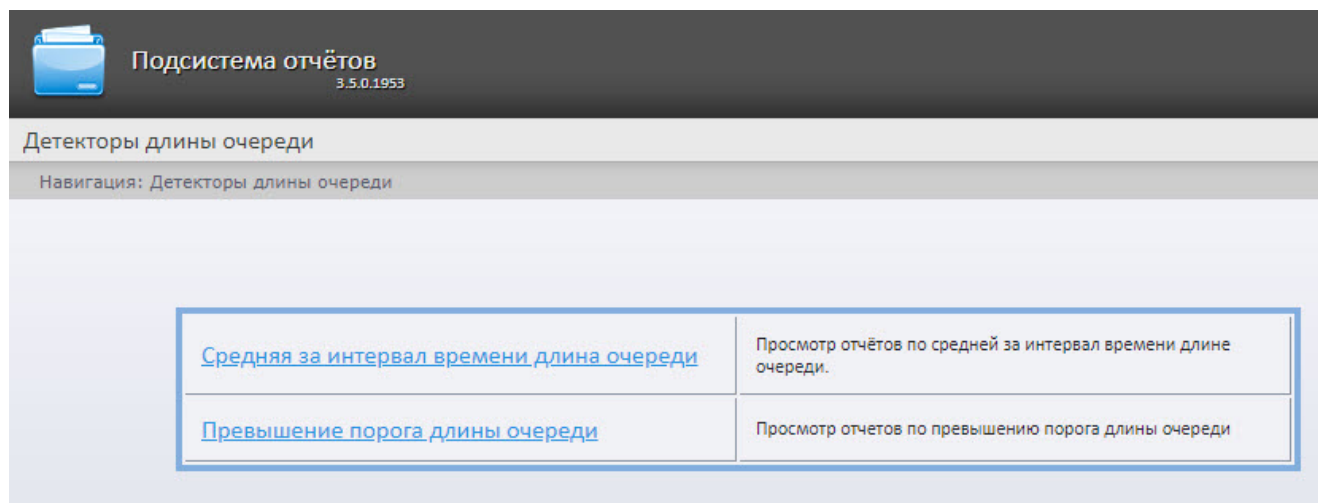 Подсистема отчётов
3.5.0.1953
Детекторы длины очереди
Навигация: Детекторы длины очереди
Средняя за интервал времени длина очереди
Просмотр отчётов по средней за интервал времени длине
очереди.
Превышение порога длины очереди
Просмотр отчетов по превышению порога длины очереди